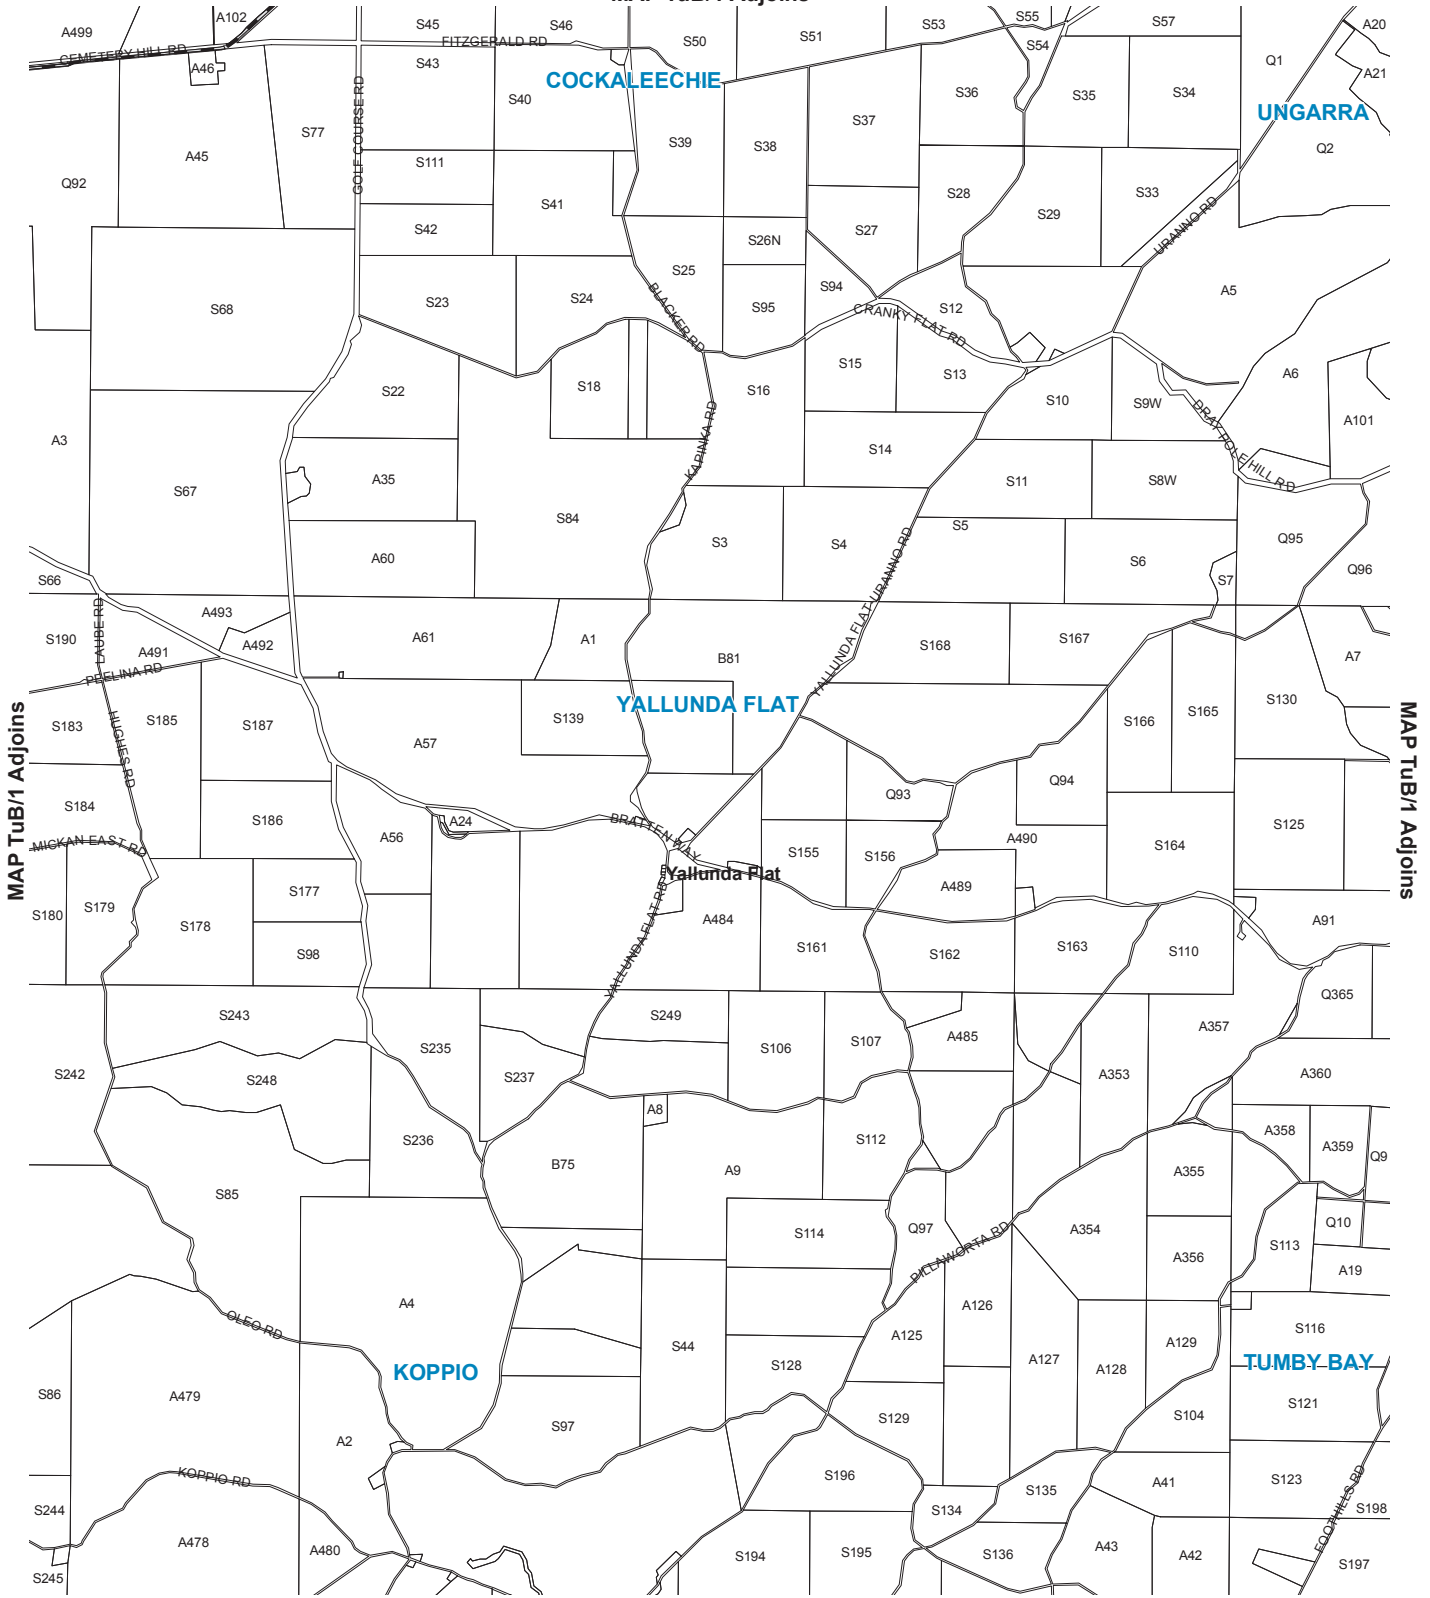 A499
A102
S45
S46
S50
S51
S53
S55
S54
S57
A20
CEMETERY HILL RD
A46
S43
FITZGERALD RD
COCKALEECHIE
Q1
A21
S40
S36
S35
S34
UNGARRA
S77
GOLF COURSE RD
S37
A45
S39
S38
Q2
Q92
S111
S41
S28
S33
S42
S29
URANNO RD
S26N
S27
S25
S68
S23
S24
BLACKER RD
S95
S94
CRANKY FLAT RD
S12
A5
S22
S18
S16
S15
S13
S10
S9W
A6
DRAY HOLE HILL RD
A101
A3
KAPINKA RD
S14
S67
A35
S11
S8W
S84
A60
S3
S4
S5
S6
Q95
S66
S7
Q96
YALLUNDA FLAT-URANNO RD
LAUBE RD
A493
S190
A491
A492
A61
A1
B81
S168
S167
A7
PEELINA RD
YALLUNDA FLAT
S183
HUGHES RD
S185
S187
A57
S139
S166
S165
S130
MAP TuB/1 Adjoins
MAP TuB/1 Adjoins
S184
S186
Q93
Q94
MICKAN EAST RD
A56
A24
BRATTEN WAY
A490
S125
S155
S156
S164
Yallunda Flat
S180
S179
S178
S177
S98
YALLUNDA FLAT RD
A484
A489
S161
S162
S163
S110
A91
S243
S235
S249
S106
S107
A485
A357
Q365
S242
S248
S237
A353
A360
A8
S236
S112
A358
A359
Q9
B75
A9
A355
S85
S114
Q97
A354
A356
Q10
S113
A19
PILLAWORTA RD
A4
A126
OLEO RD
S44
A125
A127
A128
A129
S116
KOPPIO
S128
TUMBY BAY
S86
A479
A2
S97
S129
S104
S121
KOPPIO RD
S196
S135
A41
S123
S244
S134
S198
FOOTHILLS RD
A478
A480
S194
S195
S136
A43
A42
S197
S245